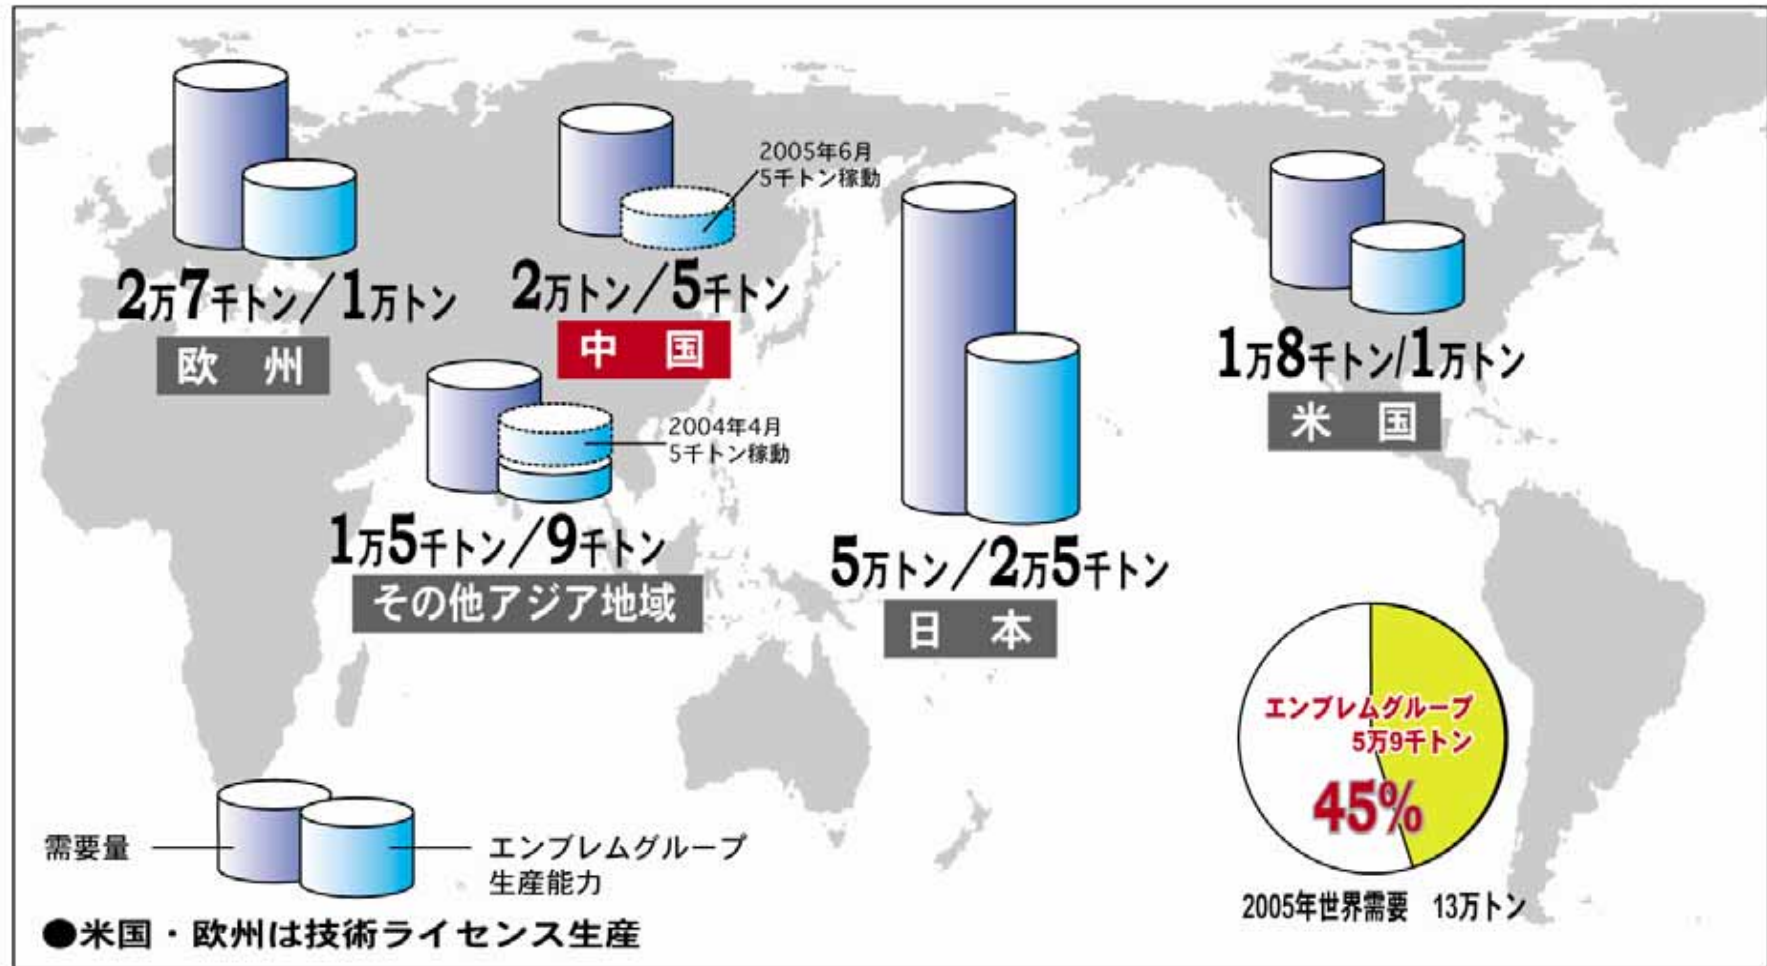 2万7千トン／1万トン
欧　州
2005年6月
5千トン稼動
2万トン／5千トン
中　国
2004年4月
5千トン稼動
1万5千トン／9千トン
その他アジア地域
5万トン／2万5千トン
日　本
1万8千トン/1万トン
米　国
エンブレムグループ
5万9千トン
45%
2005年世界需要　13万トン
需要量
エンブレムグループ
生産能力
●米国・欧州は技術ライセンス生産